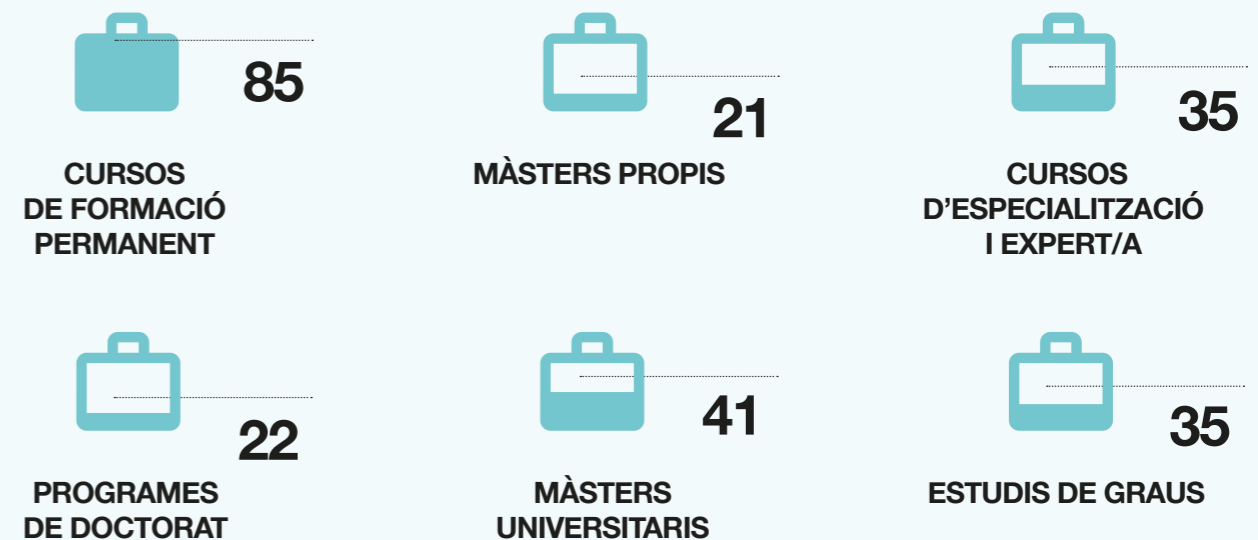 85
CURSOS
DE FORMACIÓ
PERMANENT
21
MÀSTERS PROPIS
35
CURSOS
D’ESPECIALITZACIÓ
I EXPERT/A
22
PROGRAMES
DE DOCTORAT
41
MÀSTERS
UNIVERSITARIS
35
ESTUDIS DE GRAUS